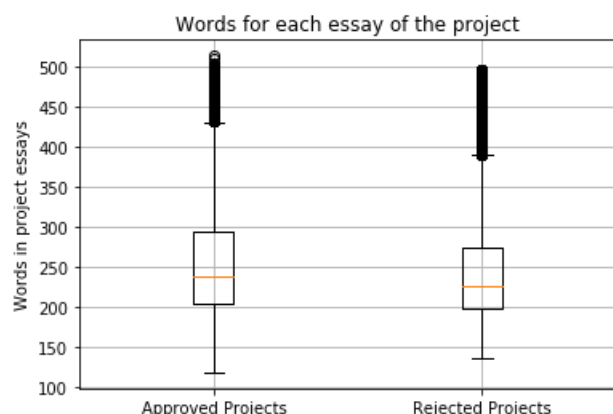 Words for each essay of the project
Words in project essays
500
450
400
350
300
250
200
150
100
Approved Projects
Rejected Projects